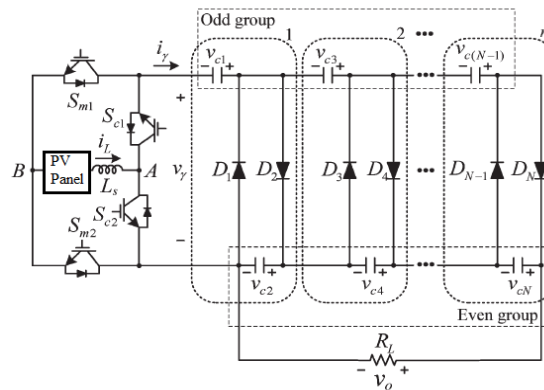 Odd group
i_γ
1
2
•••
n
v_c1
v_c3
v_c(N−1)
− +
− +
− +
S_m1
+
S_c1
i_L
B
PV
Panel
A
v_γ
D_1
D_2
D_3
D_4
•••
D_N−1
D_N
L_s
S_c2
S_m2
−
− +
− +
•••
− +
v_c2
v_c4
v_cN
Even group
R_L
− +
v_o